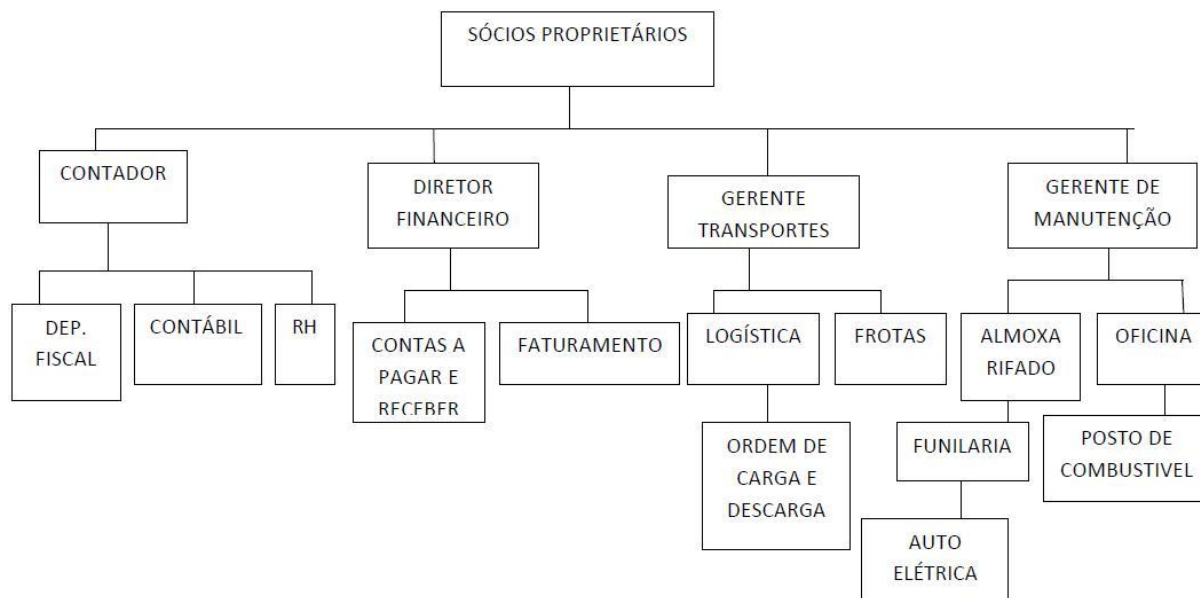 SÓCIOS PROPRIETÁRIOS
CONTADOR
DIRETOR
FINANCEIRO
GERENTE
TRANSPORTES
GERENTE DE
MANUTENÇÃO
DEP.
FISCAL
CONTÁBIL
RH
CONTAS A
PAGAR E
RECEBER
FATURAMENTO
LOGÍSTICA
FROTAS
ALMOXA
RIFADO
OFICINA
ORDEM DE
CARGA E
DESCARGA
FUNILARIA
POSTO DE
COMBUSTIVEL
AUTO
ELÉTRICA